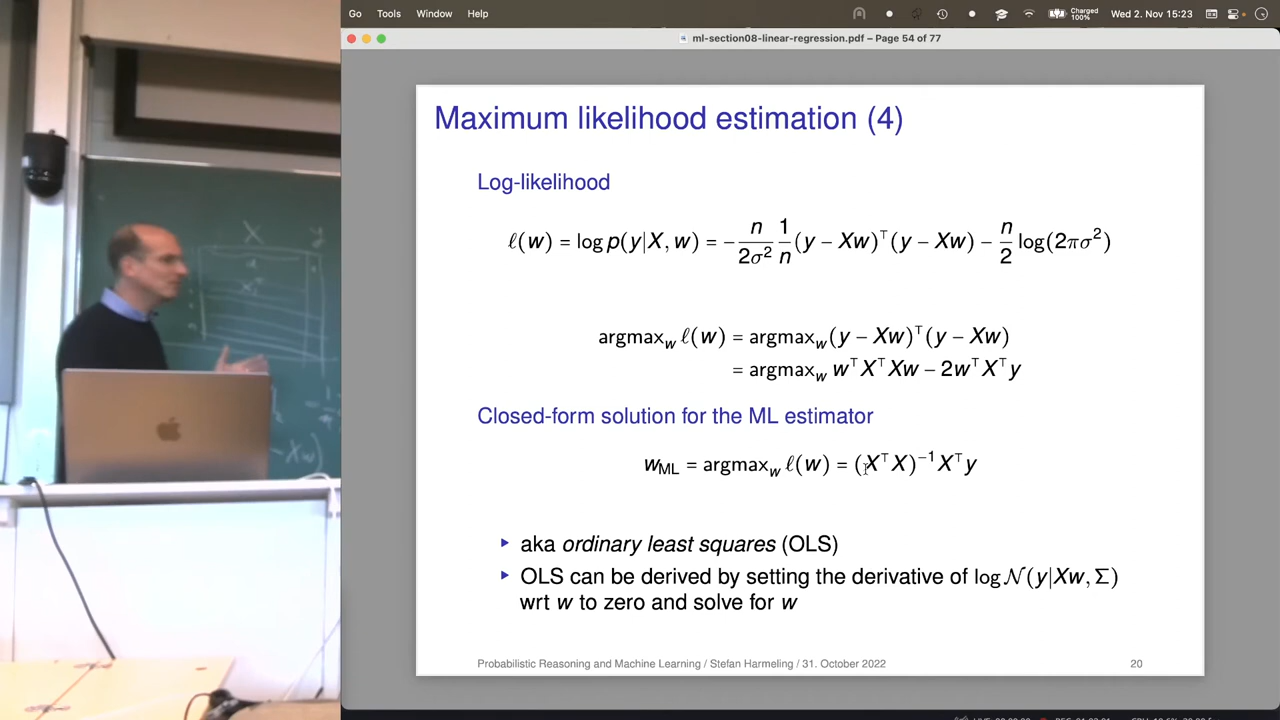 Go Tools Window Help Charged 100% Wed 2. Nov 15:23
ml-section08-linear-regression.pdf – Page 54 of 77
Maximum likelihood estimation (4)
Log-likelihood
ℓ(w) = log p(y|X, w) = −n/2σ² 1/n (y − Xw)ᵀ(y − Xw) − n/2 log(2πσ²)
argmax_w ℓ(w) = argmax_w (y − Xw)ᵀ(y − Xw)
= argmax_w wᵀXᵀXw − 2wᵀXᵀy
Closed-form solution for the ML estimator
w_ML = argmax_w ℓ(w) = (XᵀX)⁻¹Xᵀy
▸ aka ordinary least squares (OLS)
▸ OLS can be derived by setting the derivative of log N(y|Xw, Σ)
wrt w to zero and solve for w
Probabilistic Reasoning and Machine Learning / Stefan Harmeling / 31. October 2022 20
X y